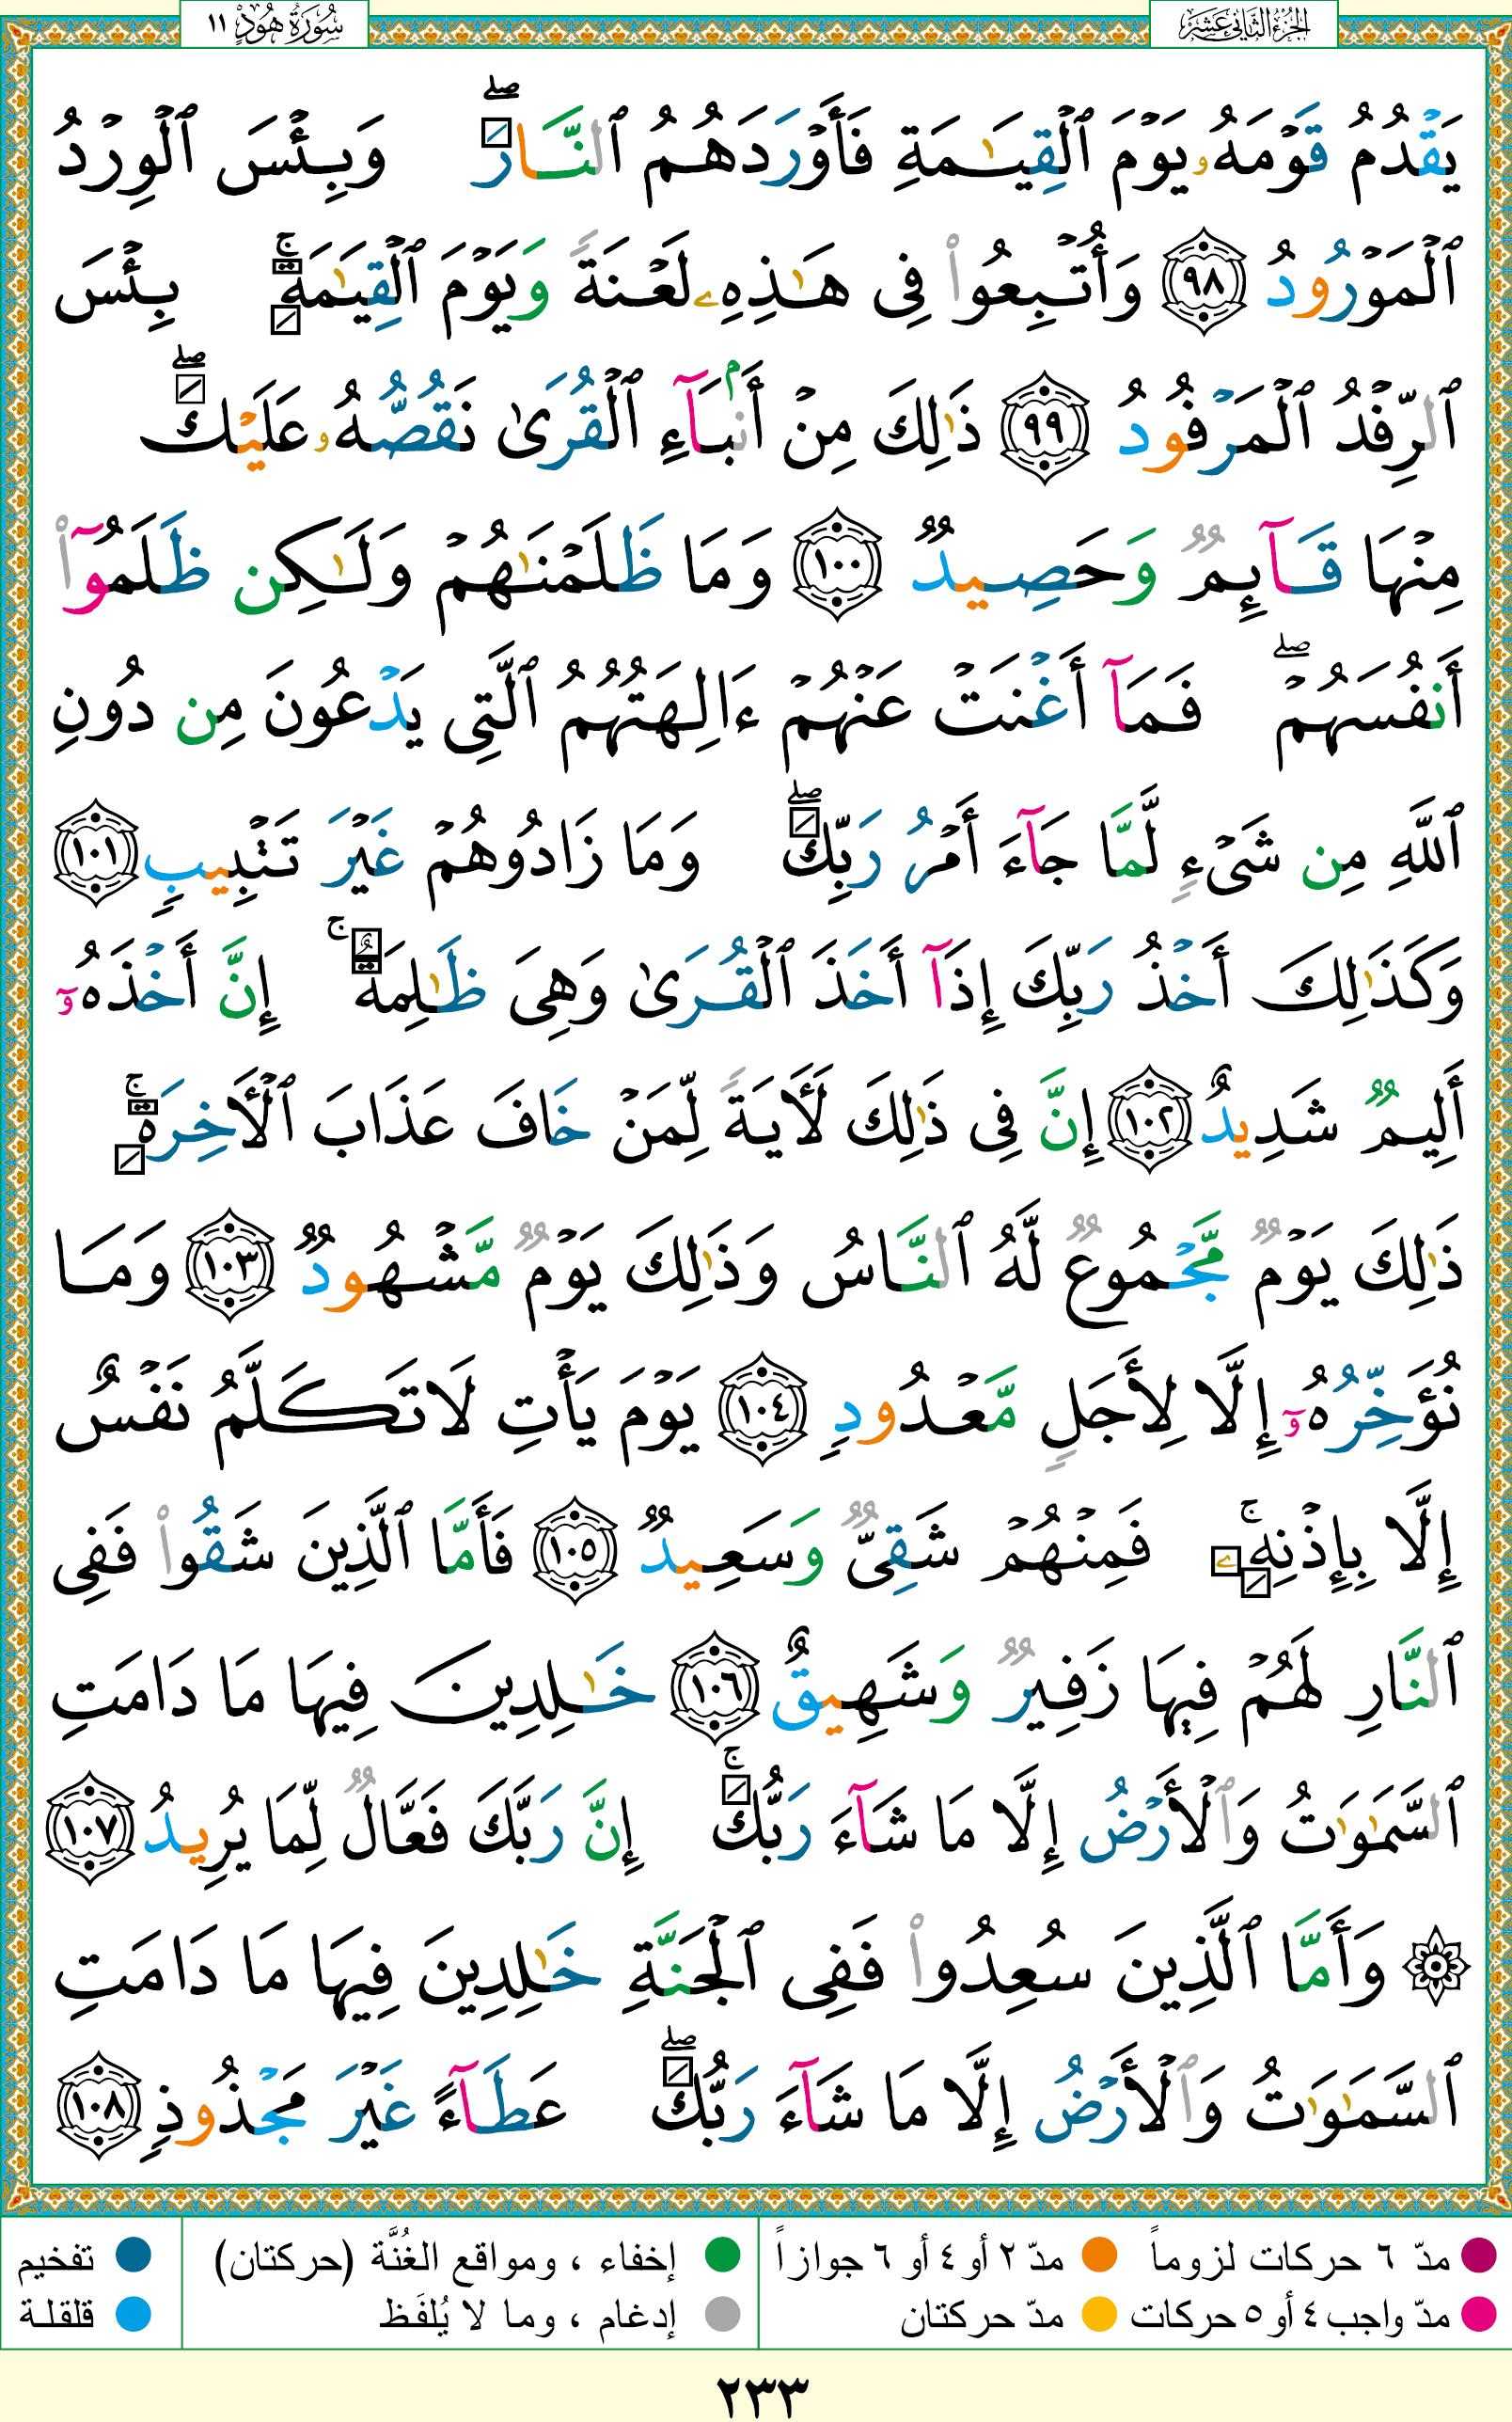 الجزء الثاني عشر
سُورَةُ هُودٍ ١١
يَقۡدُمُ قَوۡمَهُۥ يَوۡمَ ٱلۡقِيَـٰمَةِ فَأَوۡرَدَهُمُ ٱلنَّارَۖ وَبِئۡسَ ٱلۡوِرۡدُ
ٱلۡمَوۡرُودُ ٩٨ وَأُتۡبِعُواْ فِى هَـٰذِهِۦ لَعۡنَةً وَيَوۡمَ ٱلۡقِيَـٰمَةِۚ بِئۡسَ
ٱلرِّفۡدُ ٱلۡمَرۡفُودُ ٩٩ ذَٰلِكَ مِنۡ أَنۢبَآءِ ٱلۡقُرَىٰ نَقُصُّهُۥ عَلَيۡكَۖ
مِنۡهَا قَآئِمٌ وَحَصِيدٌ ١٠٠ وَمَا ظَلَمۡنَـٰهُمۡ وَلَـٰكِن ظَلَمُوٓاْ
أَنفُسَهُمۡۖ فَمَآ أَغۡنَتۡ عَنۡهُمۡ ءَالِهَتُهُمُ ٱلَّتِى يَدۡعُونَ مِن دُونِ
ٱللَّهِ مِن شَىۡءٍ لَّمَّا جَآءَ أَمۡرُ رَبِّكَۖ وَمَا زَادُوهُمۡ غَيۡرَ تَتۡبِيبٍ ١٠١
وَكَذَٰلِكَ أَخۡذُ رَبِّكَ إِذَآ أَخَذَ ٱلۡقُرَىٰ وَهِىَ ظَـٰلِمَةٌۚ إِنَّ أَخۡذَهُۥٓ
أَلِيمٌ شَدِيدٌ ١٠٢ إِنَّ فِى ذَٰلِكَ لَـَٔايَةً لِّمَنۡ خَافَ عَذَابَ ٱلۡأَخِرَةِۚ
ذَٰلِكَ يَوۡمٌ مَّجۡمُوعٌ لَّهُ ٱلنَّاسُ وَذَٰلِكَ يَوۡمٌ مَّشۡهُودٌ ١٠٣ وَمَا
نُؤَخِّرُهُۥٓ إِلَّا لِأَجَلٍ مَّعۡدُودٍ ١٠٤ يَوۡمَ يَأۡتِ لَا تَكَلَّمُ نَفۡسٌ
إِلَّا بِإِذۡنِهِۦۚ فَمِنۡهُمۡ شَقِىٌّ وَسَعِيدٌ ١٠٥ فَأَمَّا ٱلَّذِينَ شَقُواْ فَفِى
ٱلنَّارِ لَهُمۡ فِيهَا زَفِيرٌ وَشَهِيقٌ ١٠٦ خَـٰلِدِينَ فِيهَا مَا دَامَتِ
ٱلسَّمَـٰوَٰتُ وَٱلۡأَرۡضُ إِلَّا مَا شَآءَ رَبُّكَۚ إِنَّ رَبَّكَ فَعَّالٌ لِّمَا يُرِيدُ ١٠٧
۞ وَأَمَّا ٱلَّذِينَ سُعِدُواْ فَفِى ٱلۡجَنَّةِ خَـٰلِدِينَ فِيهَا مَا دَامَتِ
ٱلسَّمَـٰوَٰتُ وَٱلۡأَرۡضُ إِلَّا مَا شَآءَ رَبُّكَۖ عَطَآءً غَيۡرَ مَجۡذُوذٍ ١٠٨
مدّ ٦ حركات لزوماً مدّ ٢ أو ٤ أو ٦ جوازاً إخفاء ، ومواقع الغُنَّة (حركتان) تفخيم
مدّ واجب ٤ أو ٥ حركات مدّ حركتان إدغام ، وما لا يُلفَظ قلقلة
٢٣٣